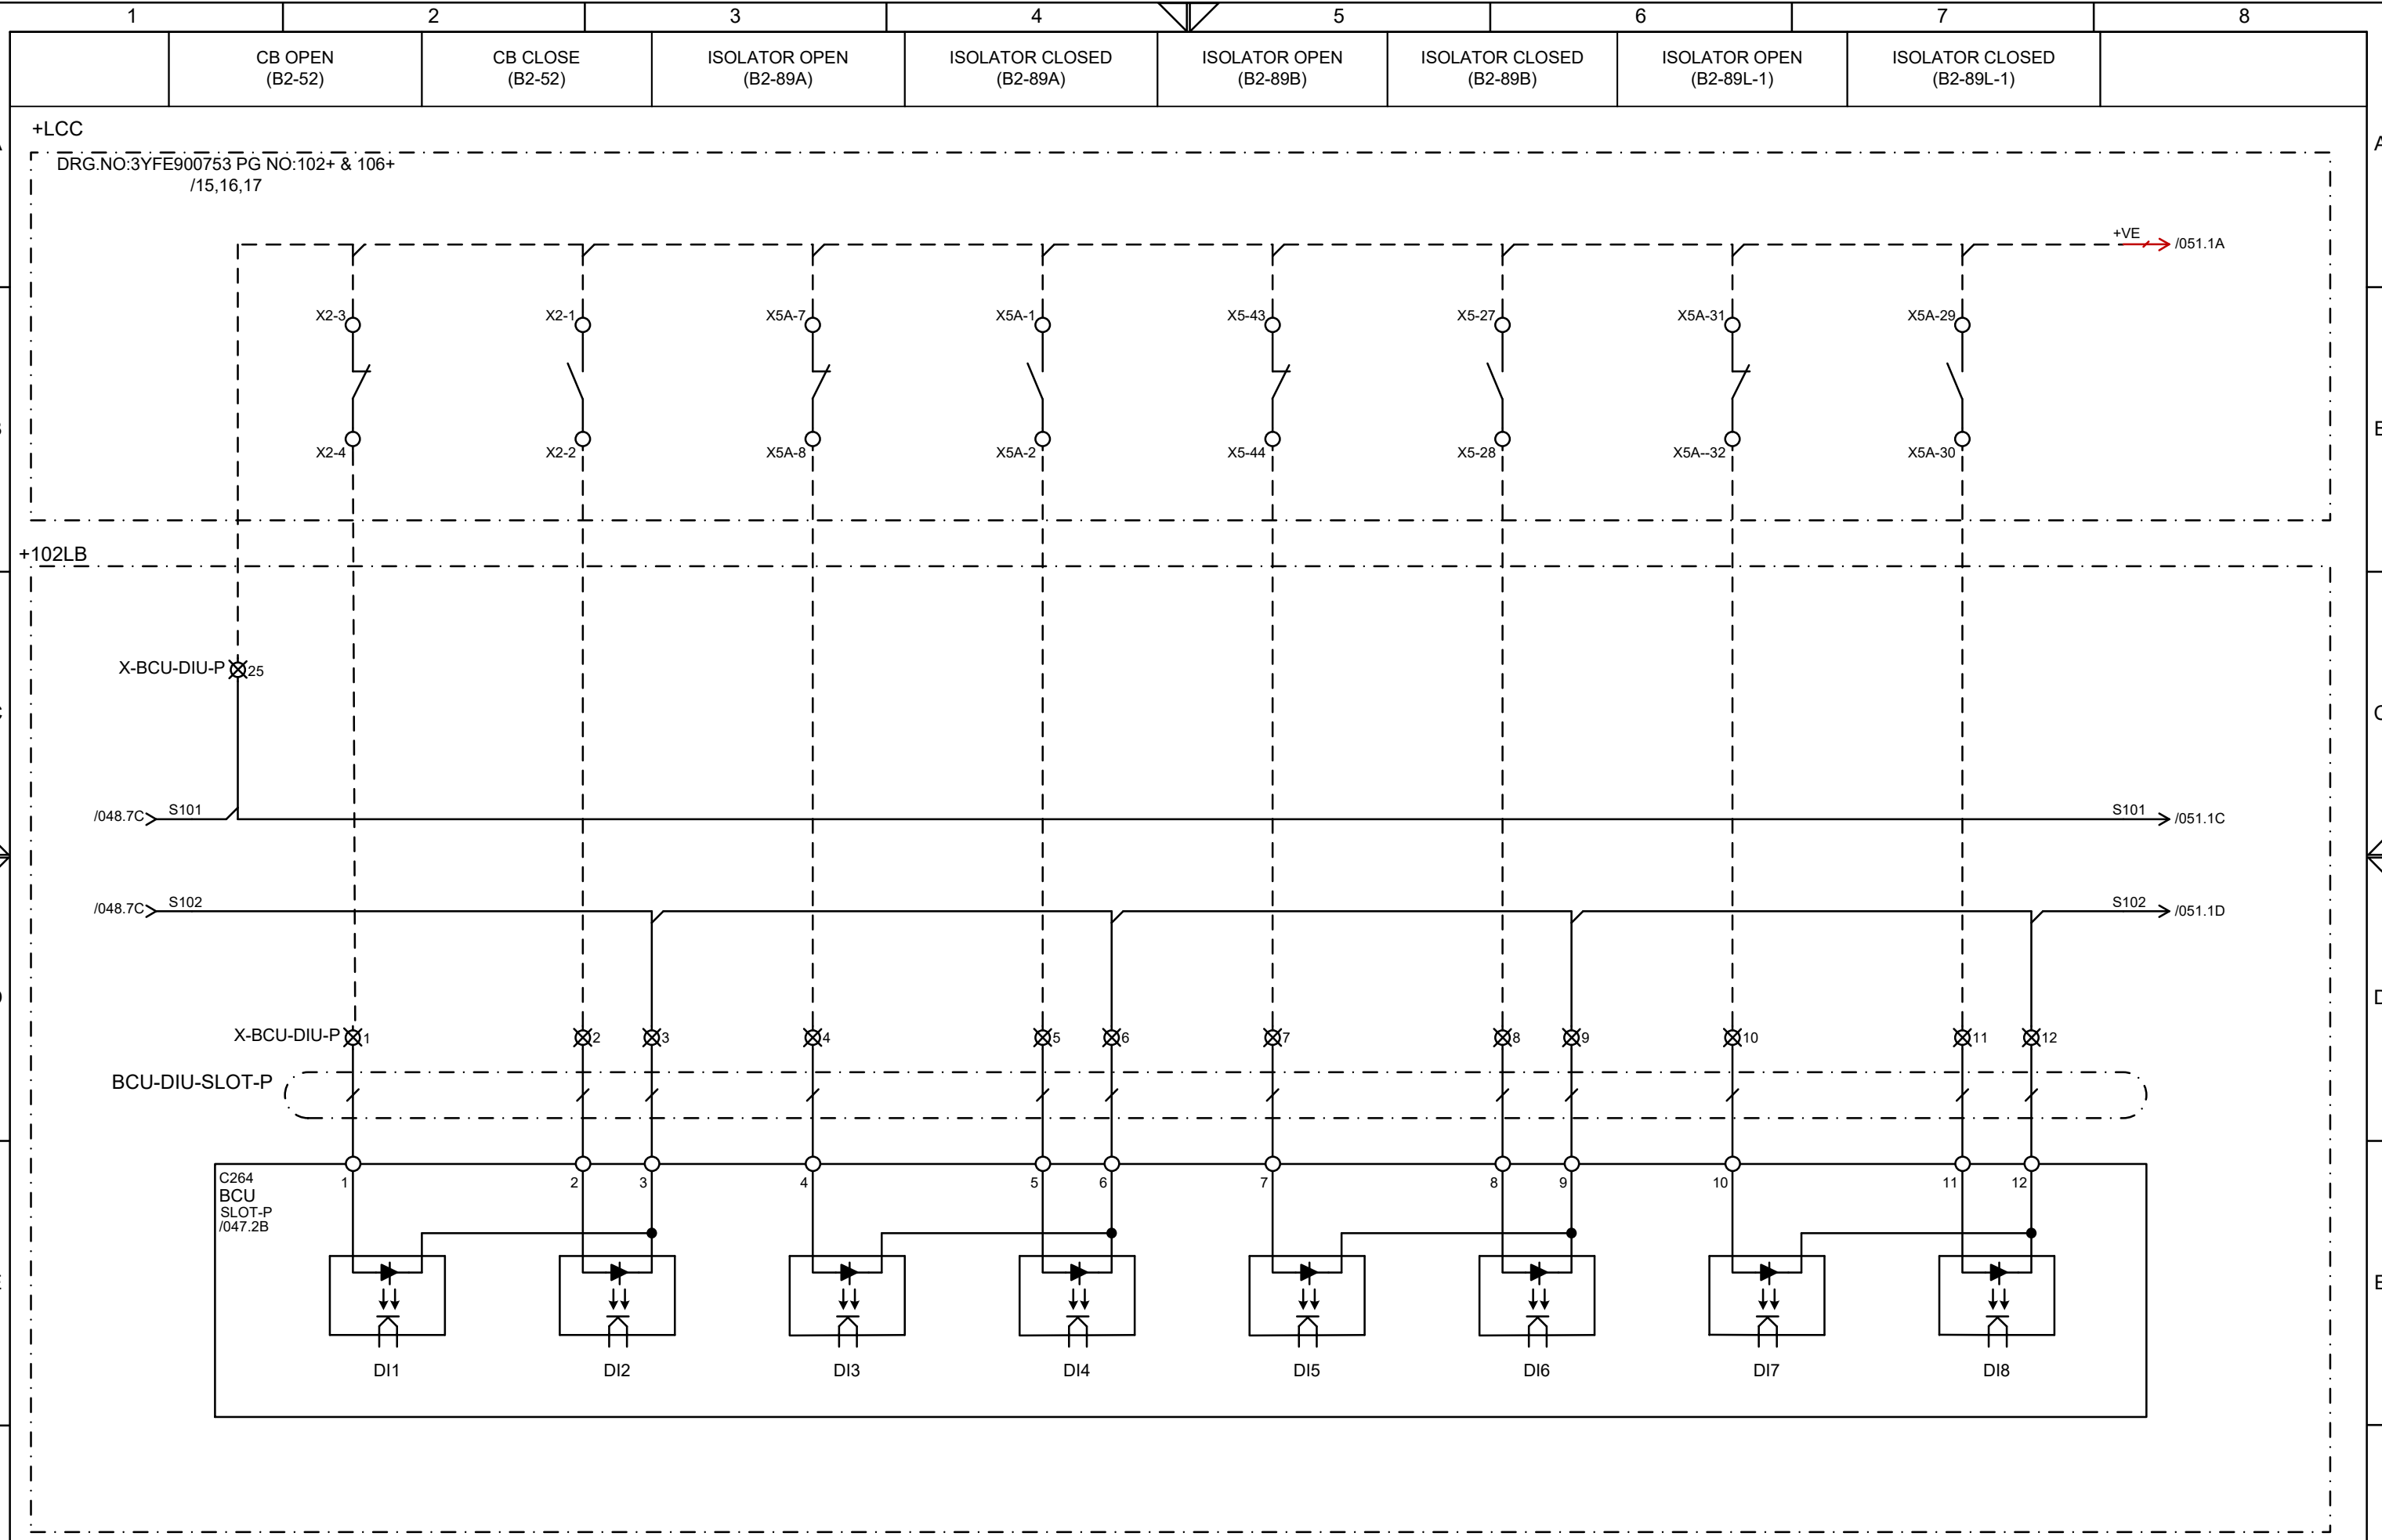 1 2 3 4 5 6 7 8
CB OPEN
(B2-52)
CB CLOSE
(B2-52)
ISOLATOR OPEN
(B2-89A)
ISOLATOR CLOSED
(B2-89A)
ISOLATOR OPEN
(B2-89B)
ISOLATOR CLOSED
(B2-89B)
ISOLATOR OPEN
(B2-89L-1)
ISOLATOR CLOSED
(B2-89L-1)
+LCC
DRG.NO:3YFE900753 PG NO:102+ & 106+
/15,16,17
+VE /051.1A
X2-3 X2-1 X5A-7 X5A-1 X5-43 X5-27 X5A-31 X5A-29
X2-4 X2-2 X5A-8 X5A-2 X5-44 X5-28 X5A--32 X5A-30
+102LB
X-BCU-DIU-P 25
/048.7C S101 S101 /051.1C
/048.7C S102 S102 /051.1D
X-BCU-DIU-P 1 2 3 4 5 6 7 8 9 10 11 12
BCU-DIU-SLOT-P
C264
BCU
SLOT-P
/047.2B
1 2 3 4 5 6 7 8 9 10 11 12
DI1 DI2 DI3 DI4 DI5 DI6 DI7 DI8